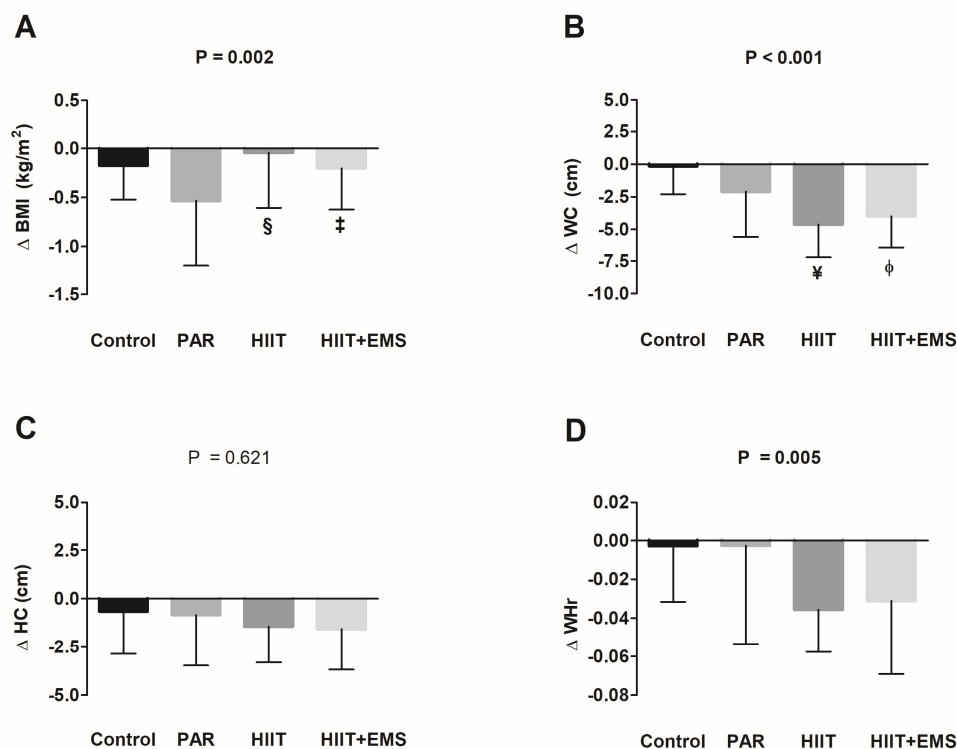 A
P = 0.002
Δ BMI (kg/m²)
0.5
0.0
-0.5
-1.0
-1.5
§
‡
Control PAR HIIT HIIT+EMS
B
P < 0.001
Δ WC (cm)
5.0
2.5
0.0
-2.5
-5.0
-7.5
-10.0
¥
ϕ
Control PAR HIIT HIIT+EMS
C
P = 0.621
Δ HC (cm)
5.0
2.5
0.0
-2.5
-5.0
Control PAR HIIT HIIT+EMS
D
P = 0.005
Δ WHr
0.02
0.00
-0.02
-0.04
-0.06
-0.08
Control PAR HIIT HIIT+EMS